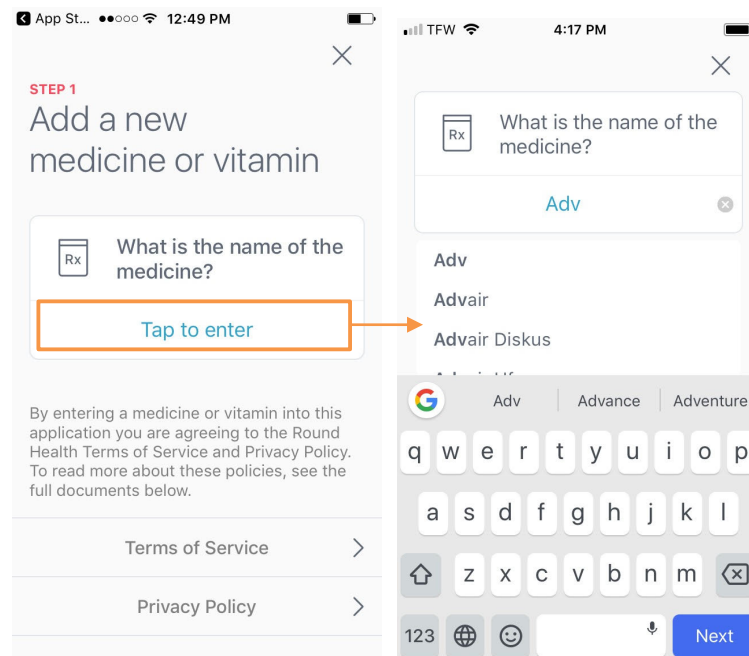 App St... 12:49 PM
STEP 1
Add a new
medicine or vitamin
Rx
What is the name of the
medicine?
Tap to enter
By entering a medicine or vitamin into this
application you are agreeing to the Round
Health Terms of Service and Privacy Policy.
To read more about these policies, see the
full documents below.
Terms of Service
Privacy Policy
TFW 4:17 PM
Rx
What is the name of the
medicine?
Adv
Adv
Advair
Advair Diskus
G Adv Advance Adventure
q w e r t y u i o p
a s d f g h j k l
z x c v b n m
123 Next